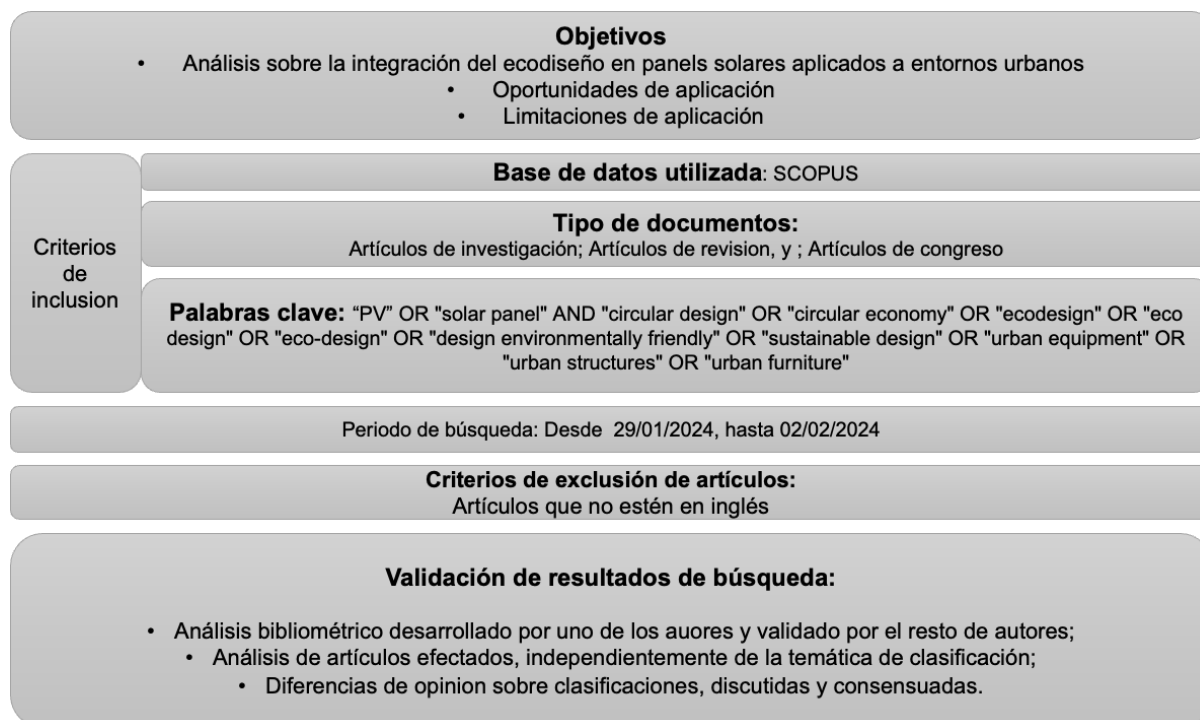 Objetivos
• Análisis sobre la integración del ecodiseño en panels solares aplicados a entornos urbanos
• Oportunidades de aplicación
• Limitaciones de aplicación
Criterios
de
inclusion
Base de datos utilizada: SCOPUS
Tipo de documentos:
Artículos de investigación; Artículos de revision, y ; Artículos de congreso
Palabras clave: “PV” OR "solar panel" AND "circular design" OR "circular economy" OR "ecodesign" OR "eco
design" OR "eco-design" OR "design environmentally friendly" OR "sustainable design" OR "urban equipment" OR
"urban structures" OR "urban furniture"
Periodo de búsqueda: Desde 29/01/2024, hasta 02/02/2024
Criterios de exclusión de artículos:
Artículos que no estén en inglés
Validación de resultados de búsqueda:
• Análisis bibliométrico desarrollado por uno de los auores y validado por el resto de autores;
• Análisis de artículos efectados, independientemente de la temática de clasificación;
• Diferencias de opinion sobre clasificaciones, discutidas y consensuadas.